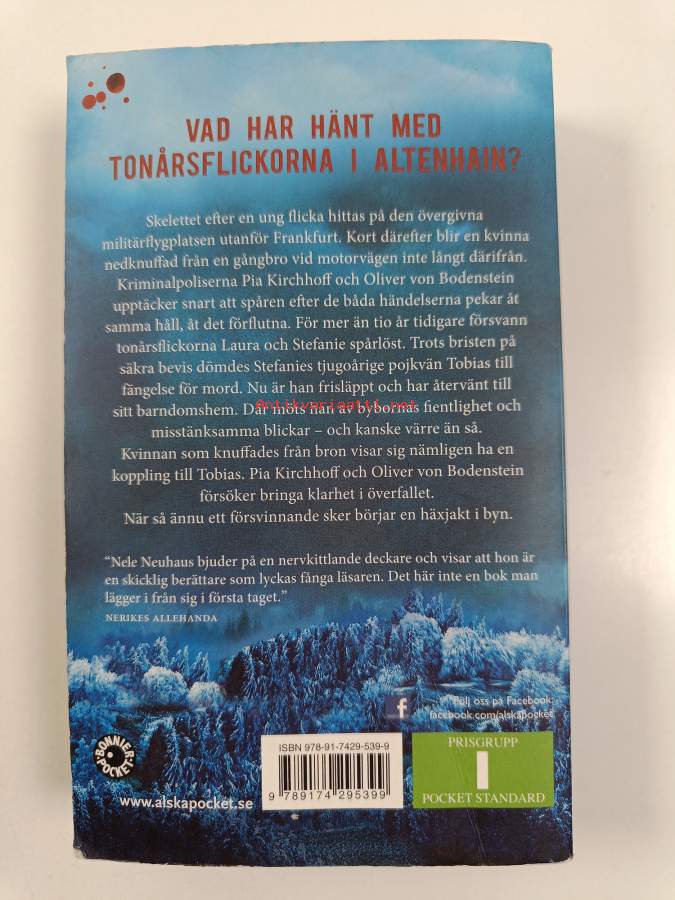 VAD HAR HÄNT MED
TONÅRSFLICKORNA I ALTENHAIN?
Skelettet efter en ung flicka hittas på den övergivna
militärflygplatsen utanför Frankfurt. Kort därefter blir en kvinna
nedknuffad från en gångbro vid motorvägen inte långt därifrån.
Kriminalpoliserna Pia Kirchhoff och Oliver von Bodenstein
upptäcker snart att spåren efter de båda händelserna pekar åt
samma håll, åt det förflutna. För mer än tio år tidigare försvann
tonårsflickorna Laura och Stefanie spårlöst. Trots bristen på
säkra bevis dömdes Stefanies tjugoårige pojkvän Tobias till
fängelse för mord. Nu är han frisläppt och har återvänt till
sitt barndomshem. Där möts han av bybornas fientlighet och
Antikvariaatti.net
misstänksamma blickar – och kanske värre än så.
Kvinnan som knuffades från bron visar sig nämligen ha en
koppling till Tobias. Pia Kirchhoff och Oliver von Bodenstein
försöker bringa klarhet i överfallet.
När så ännu ett försvinnande sker börjar en häxjakt i byn.
”Nele Neuhaus bjuder på en nervkittlande deckare och visar att hon är
en skicklig berättare som lyckas fånga läsaren. Det här inte en bok man
lägger i från sig i första taget.”
NERIKES ALLEHANDA
f
Följ oss på Facebook:
facebook.com/alskapocket
BONNIER POCKET
www.alskapocket.se
ISBN 978-91-7429-539-9
9 789174 295399
PRISGRUPP
I
POCKET STANDARD